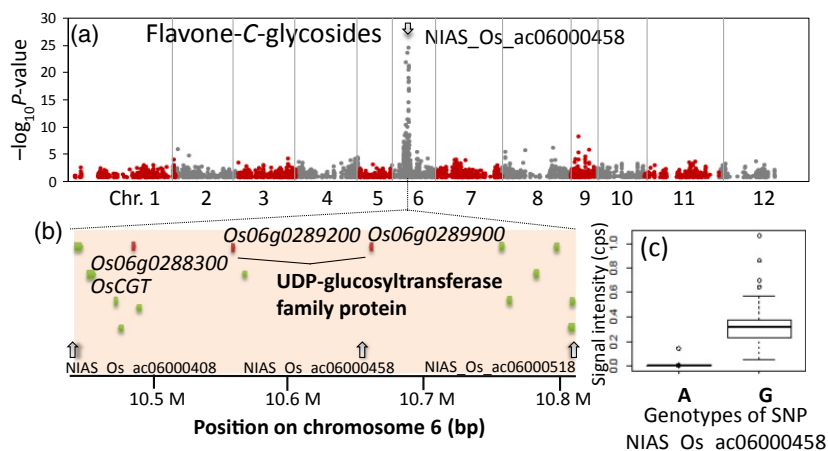 (a) Flavone-C-glycosides NIAS_Os_ac06000458
–log10P-value
30
25
20
15
10
5
0
Chr. 1 2 3 4 5 6 7 8 9 10 11 12
(b)
Os06g0289200 Os06g0289900
Os06g0288300
OsCGT
UDP-glucosyltransferase
family protein
NIAS_Os_ac06000408 NIAS_Os_ac06000458 NIAS_Os_ac06000518
10.5 M 10.6 M 10.7 M 10.8 M
Position on chromosome 6 (bp)
(c)
Signal intensity (cps)
1.0
0.8
0.6
0.4
0.2
0.0
A G
Genotypes of SNP
NIAS_Os_ac06000458